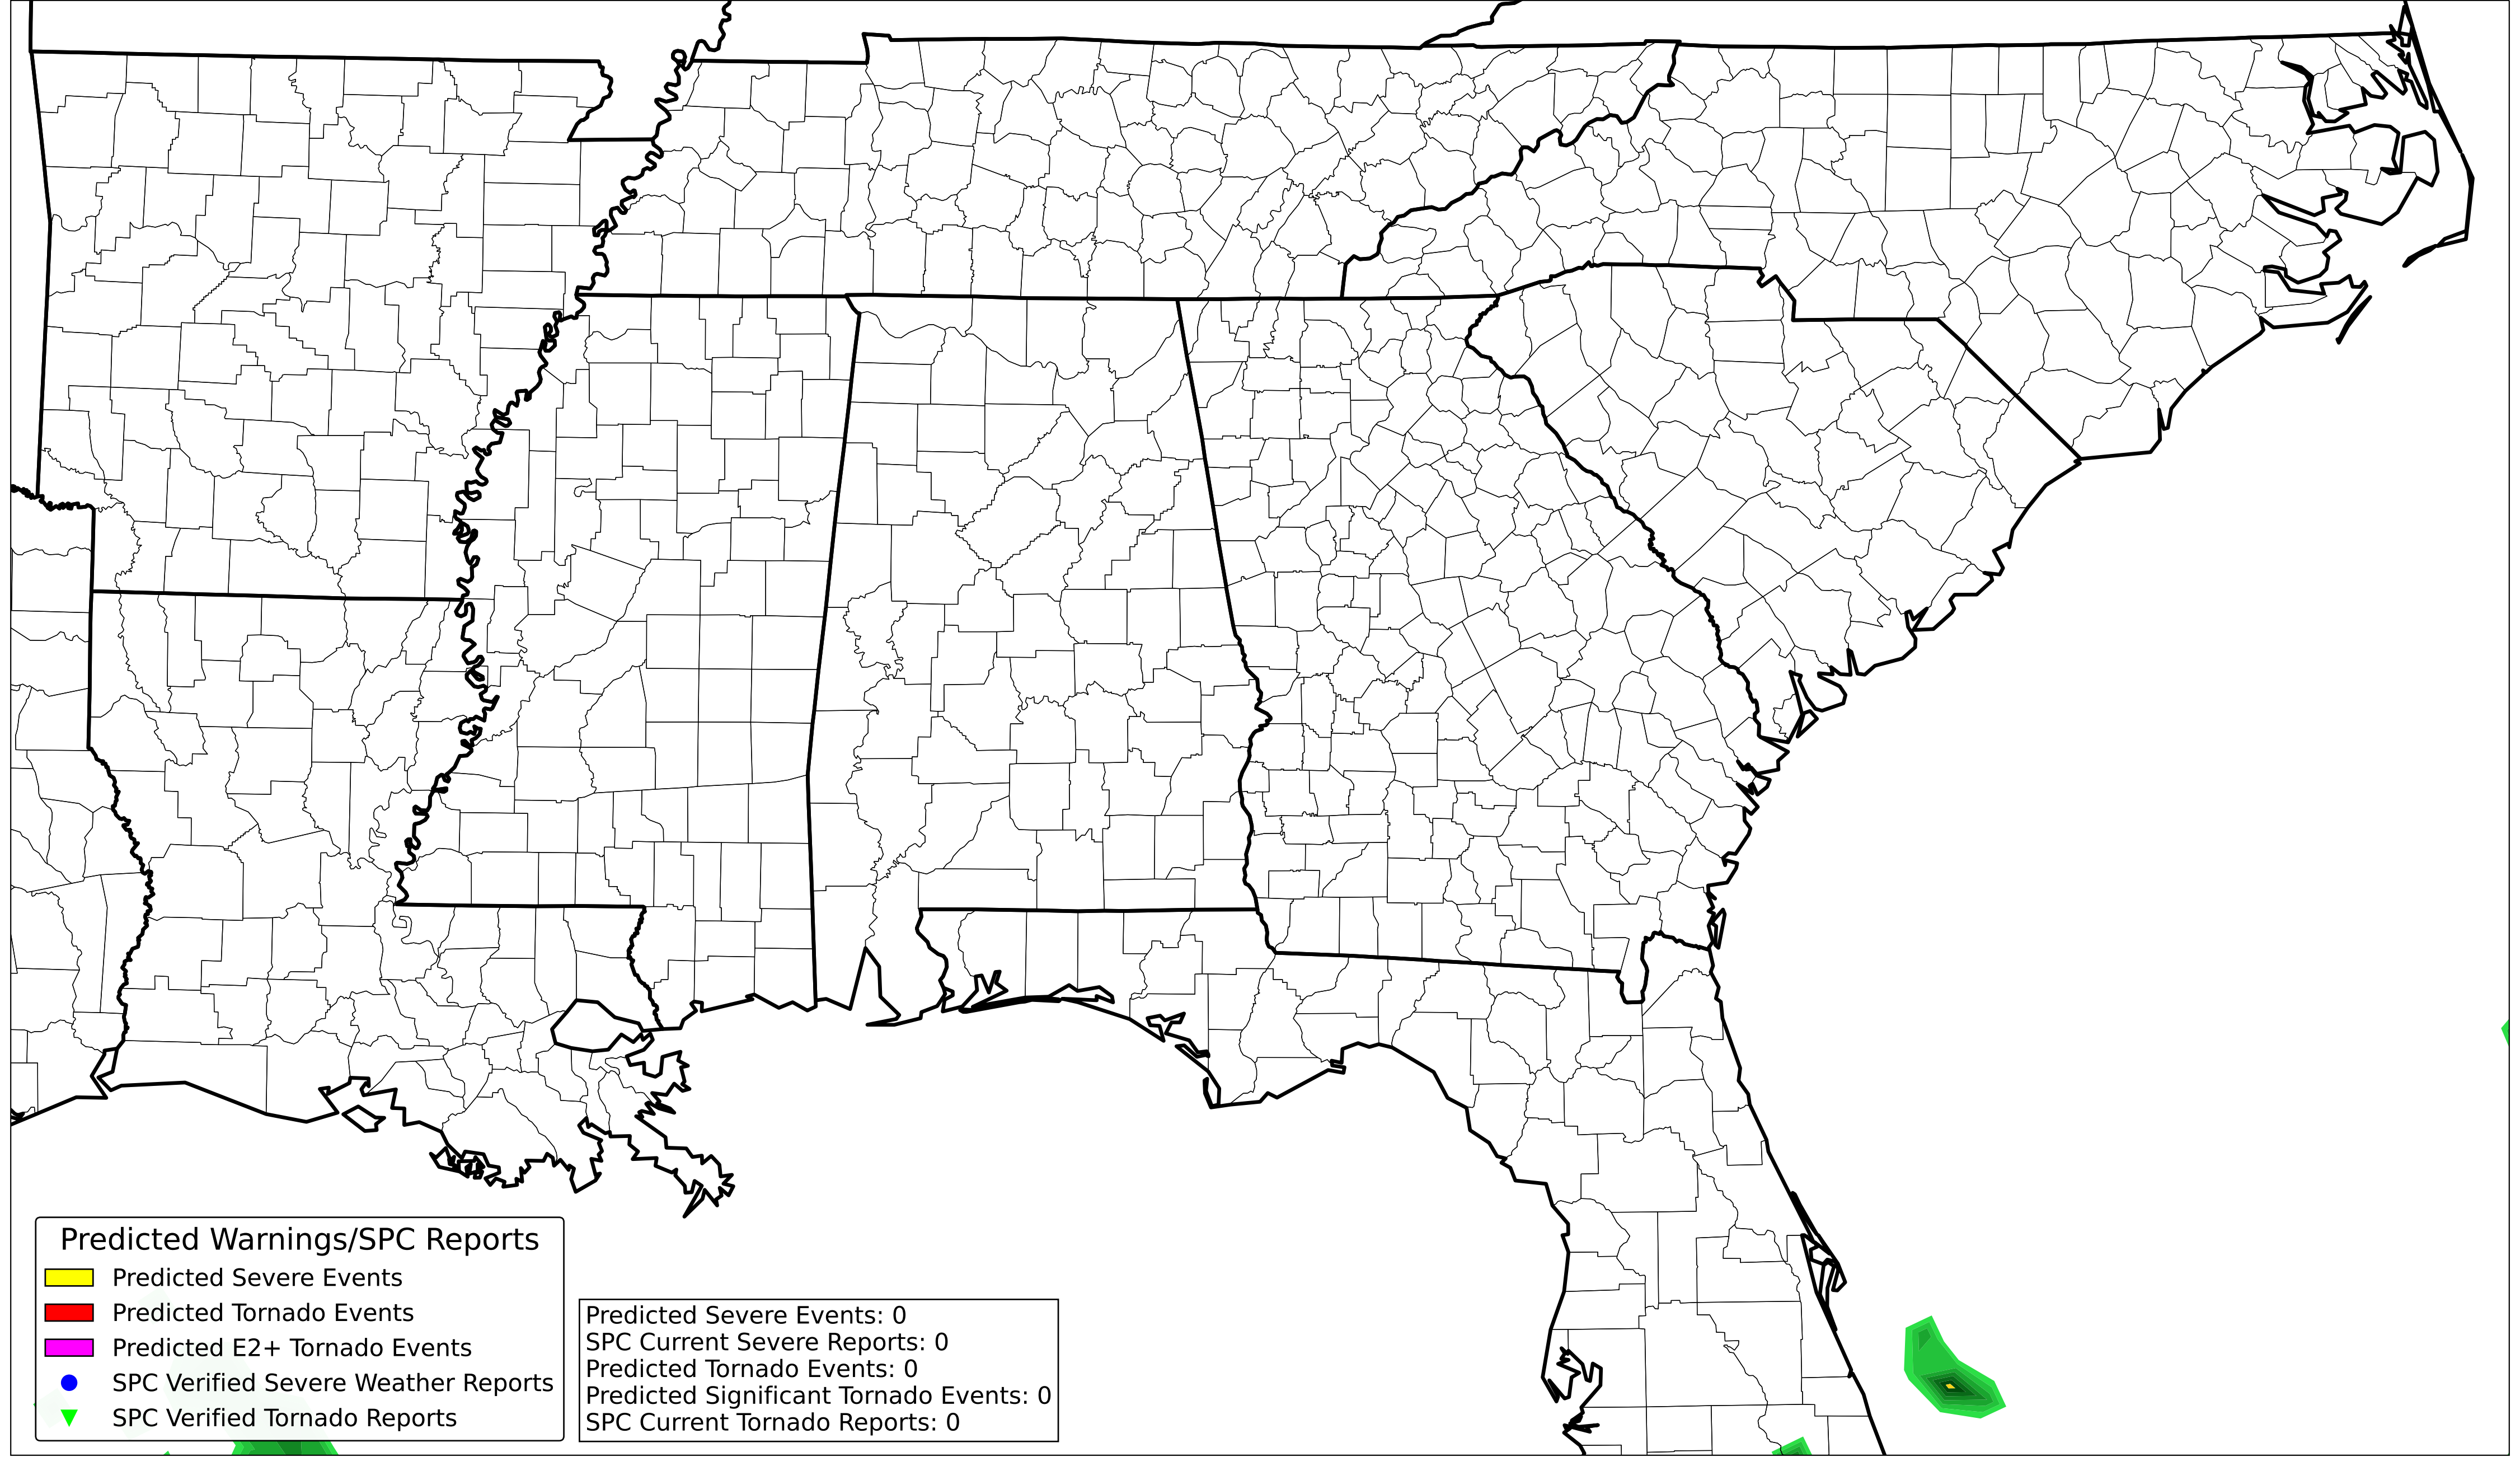 Predicted Warnings/SPC Reports
Predicted Severe Events
Predicted Tornado Events
Predicted E2+ Tornado Events
SPC Verified Severe Weather Reports
SPC Verified Tornado Reports
Predicted Severe Events: 0
SPC Current Severe Reports: 0
Predicted Tornado Events: 0
Predicted Significant Tornado Events: 0
SPC Current Tornado Reports: 0